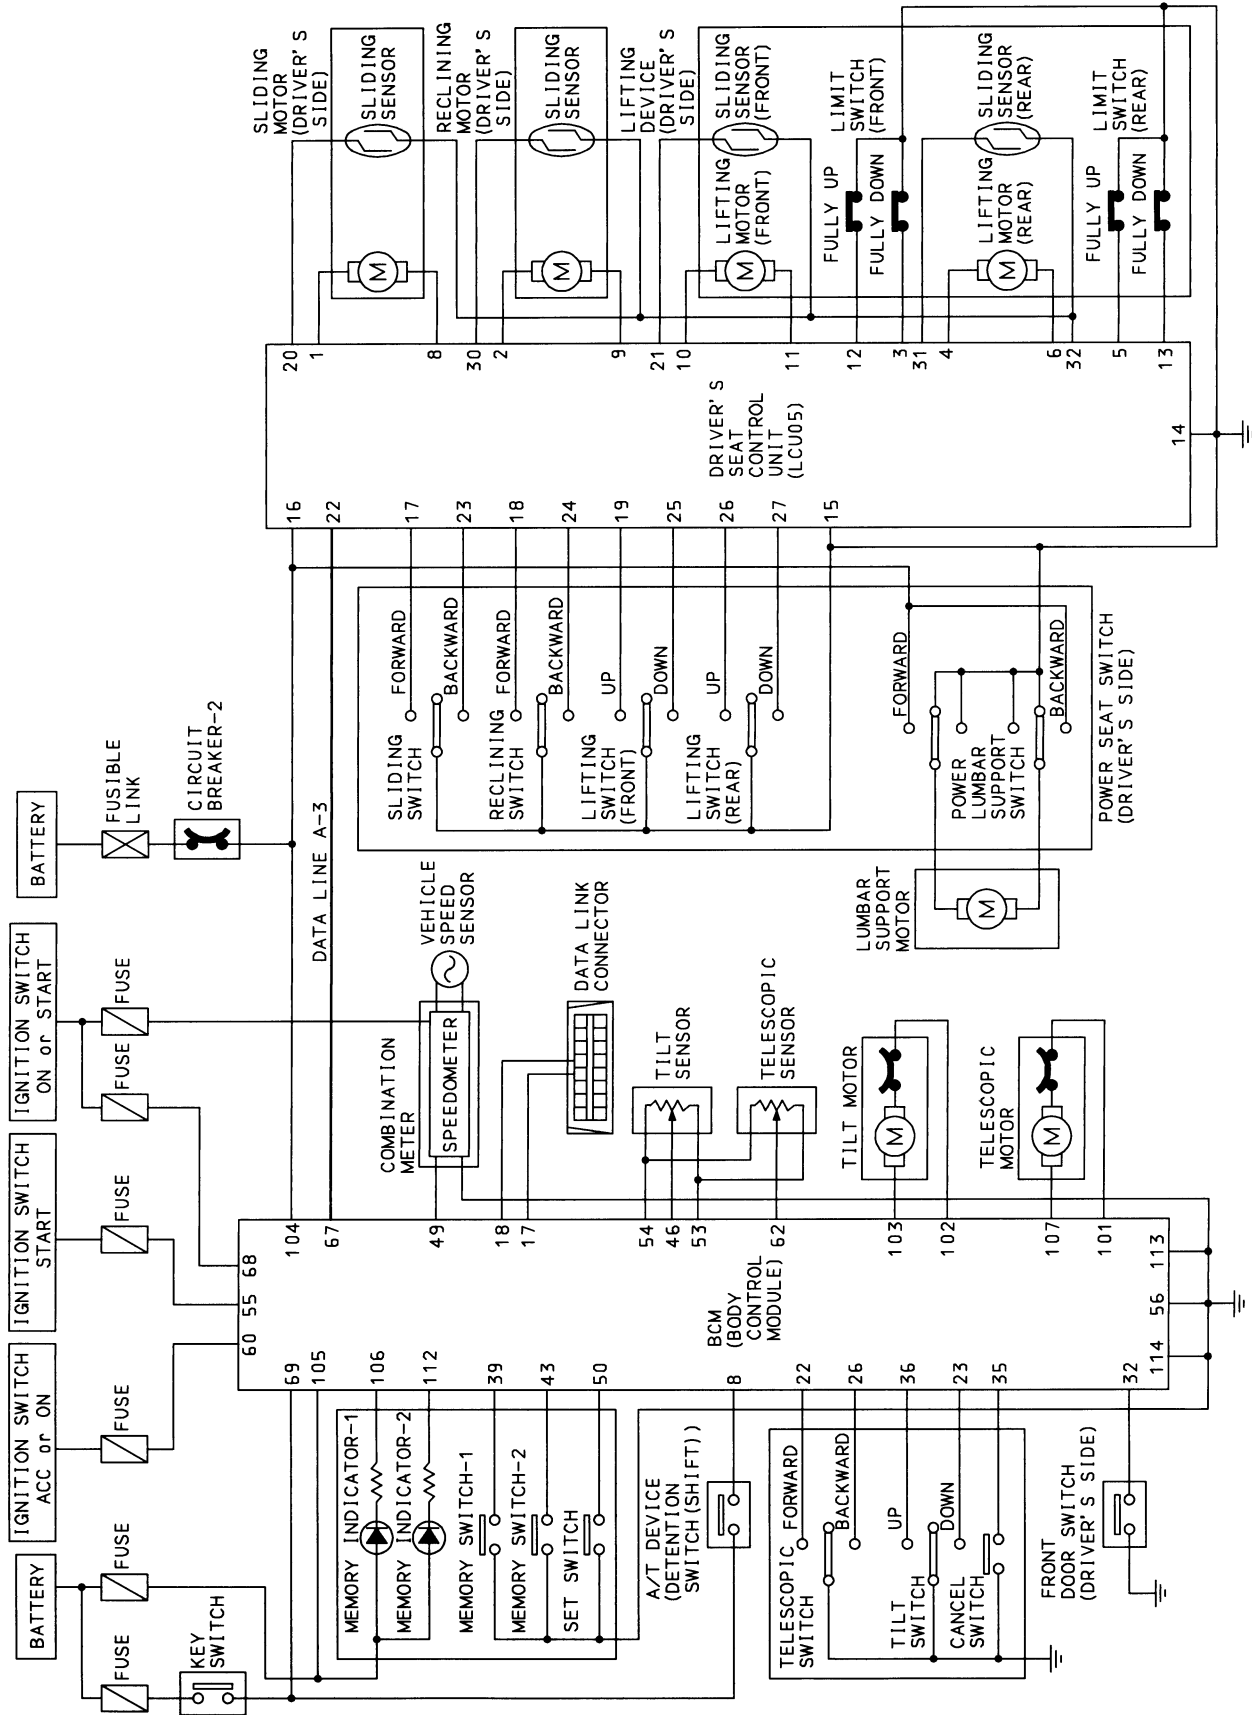 BATTERY
IGNITION SWITCH
ACC or ON
IGNITION SWITCH
START
IGNITION SWITCH
ON or START
BATTERY
FUSE
FUSE
FUSE
FUSE
FUSE
FUSE
FUSIBLE
LINK
KEY
SWITCH
CIRCUIT
BREAKER-2
60
55
68
69
105
106
112
39
43
50
8
22
26
36
23
35
32
104
67
49
18
17
54
46
53
62
103
102
107
101
114
56
113
BCM
(BODY
CONTROL
MODULE)
MEMORY INDICATOR-1
MEMORY INDICATOR-2
MEMORY SWITCH-1
MEMORY SWITCH-2
SET SWITCH
A/T DEVICE
(DETENTION
SWITCH(SHIFT))
TELESCOPIC
SWITCH
FORWARD
BACKWARD
TILT
SWITCH
UP
DOWN
CANCEL
SWITCH
FRONT
DOOR SWITCH
(DRIVER'S SIDE)
DATA LINE A-3
COMBINATION
METER
SPEEDOMETER
VEHICLE
SPEED
SENSOR
DATA LINK
CONNECTOR
TILT
SENSOR
TELESCOPIC
SENSOR
TILT MOTOR
M
TELESCOPIC
MOTOR
M
SLIDING
SWITCH
FORWARD
BACKWARD
RECLINING
SWITCH
FORWARD
BACKWARD
LIFTING
SWITCH
(FRONT)
UP
DOWN
LIFTING
SWITCH
(REAR)
UP
DOWN
POWER
LUMBAR
SUPPORT
SWITCH
FORWARD
BACKWARD
POWER SEAT SWITCH
(DRIVER'S SIDE)
LUMBAR
SUPPORT
MOTOR
M
16
22
17
23
18
24
19
25
26
27
15
DRIVER'S
SEAT
CONTROL
UNIT
(LCU05)
14
20
1
8
30
2
9
21
10
11
12
3
31
4
6
32
5
13
SLIDING
MOTOR
(DRIVER'S
SIDE)
SLIDING
SENSOR
M
RECLINING
MOTOR
(DRIVER'S
SIDE)
SLIDING
SENSOR
M
LIFTING
DEVICE
(DRIVER'S
SIDE)
SLIDING
SENSOR
(FRONT)
LIFTING
MOTOR
(FRONT)
M
LIMIT
SWITCH
(FRONT)
FULLY UP
FULLY DOWN
SLIDING
SENSOR
(REAR)
LIFTING
MOTOR
(REAR)
M
LIMIT
SWITCH
(REAR)
FULLY UP
FULLY DOWN